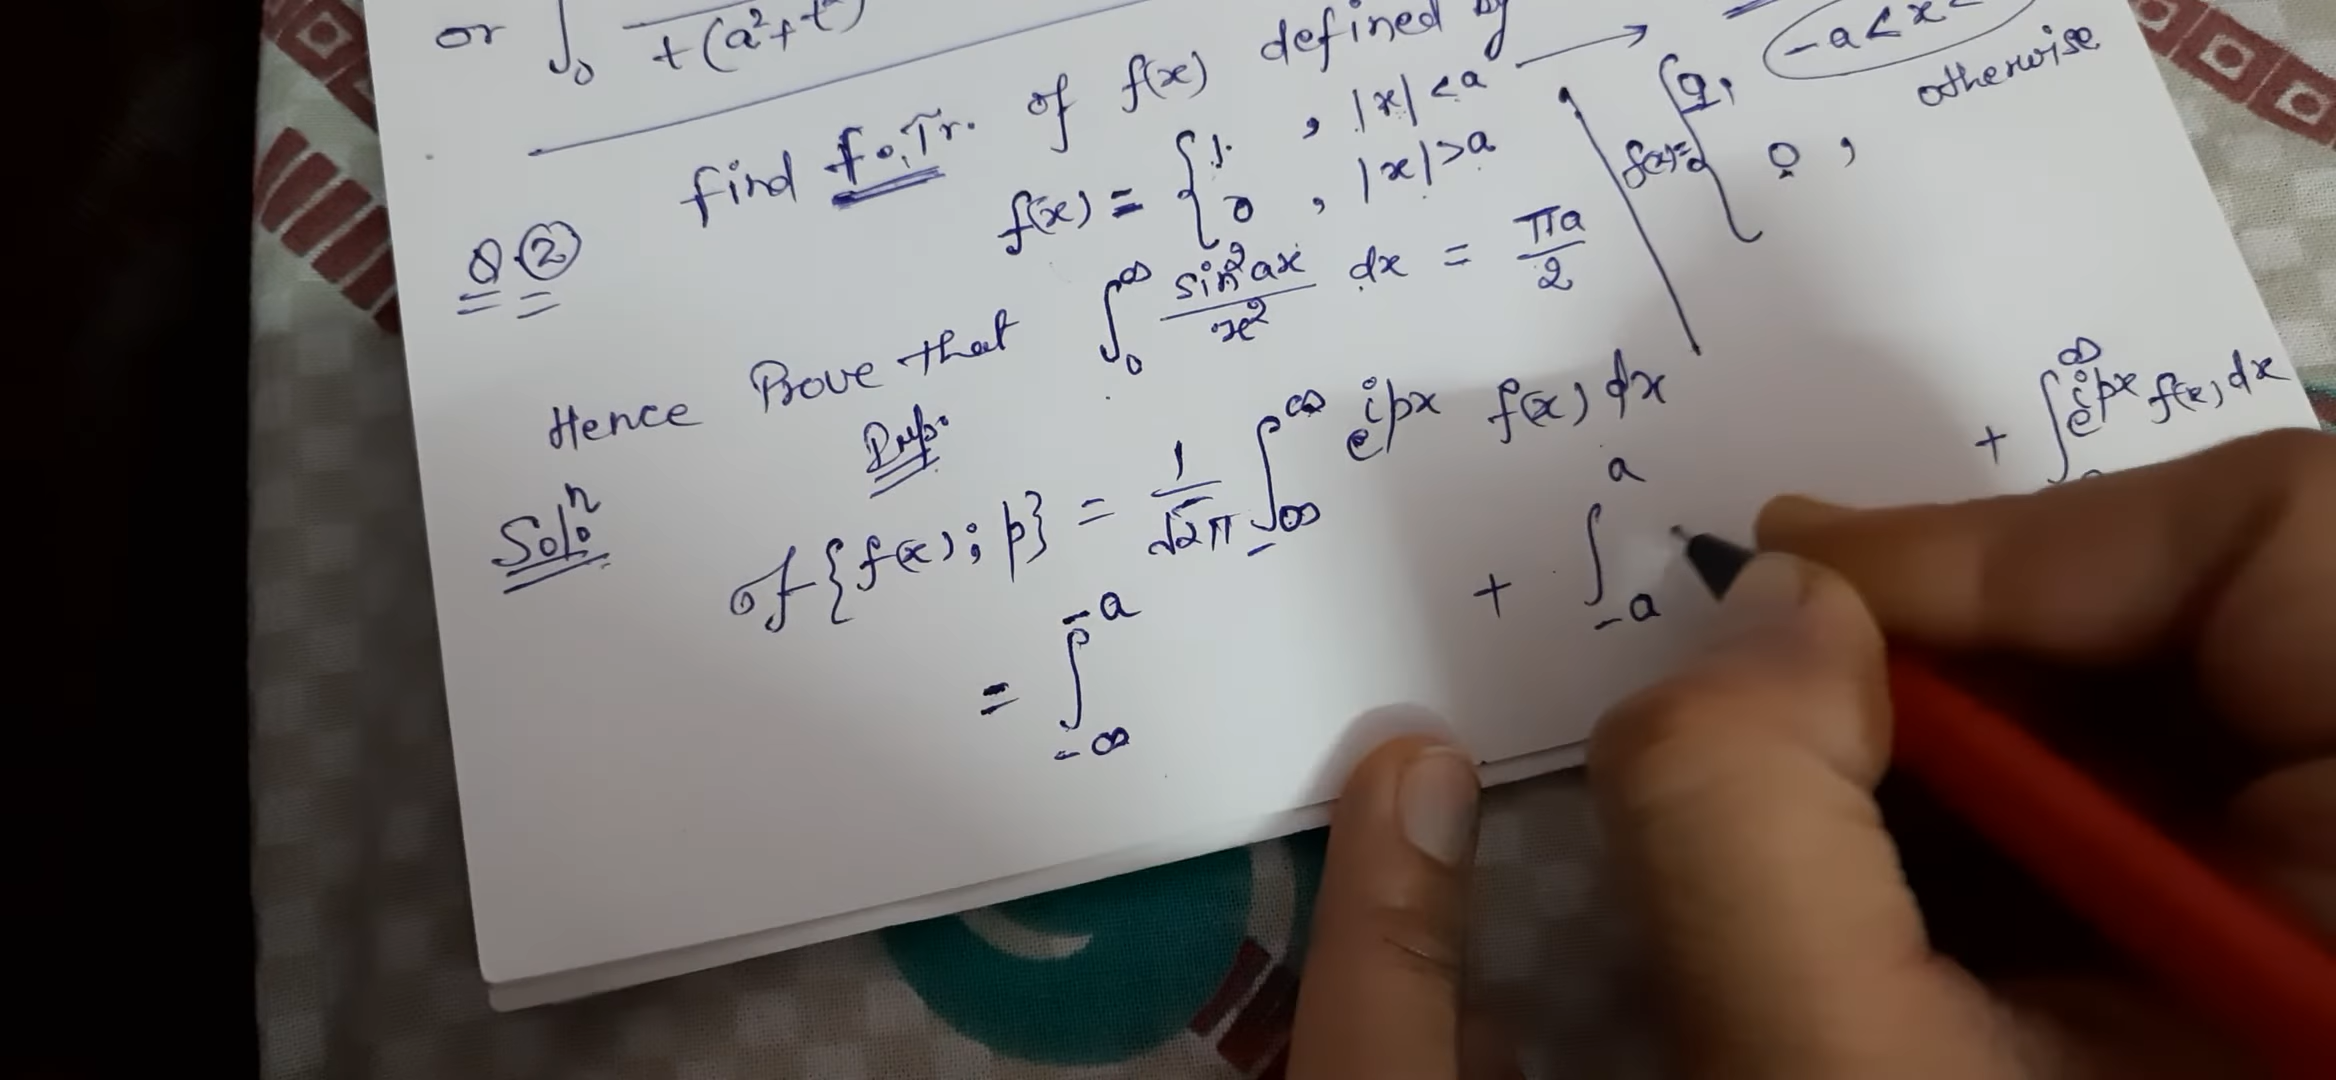 or ∫₀ +(a²+t²)
Q.② find f.Tr. of f(x) defined by
f(x) = { 1, |x| <a
0, |x|>a
f(x)= { 1, -a<x<
0, otherwise
Hence Prove that ∫₀^∞ sin²ax / x² dx = πa/2
Solⁿ
F{f(x); p} = 1/√2π ∫_{-∞}^{∞} e^{ipx} f(x) dx
= ∫_{-∞}^{-a} + ∫_{-a}^{a} + ∫^{∞} e^{ipx} f(x) dx